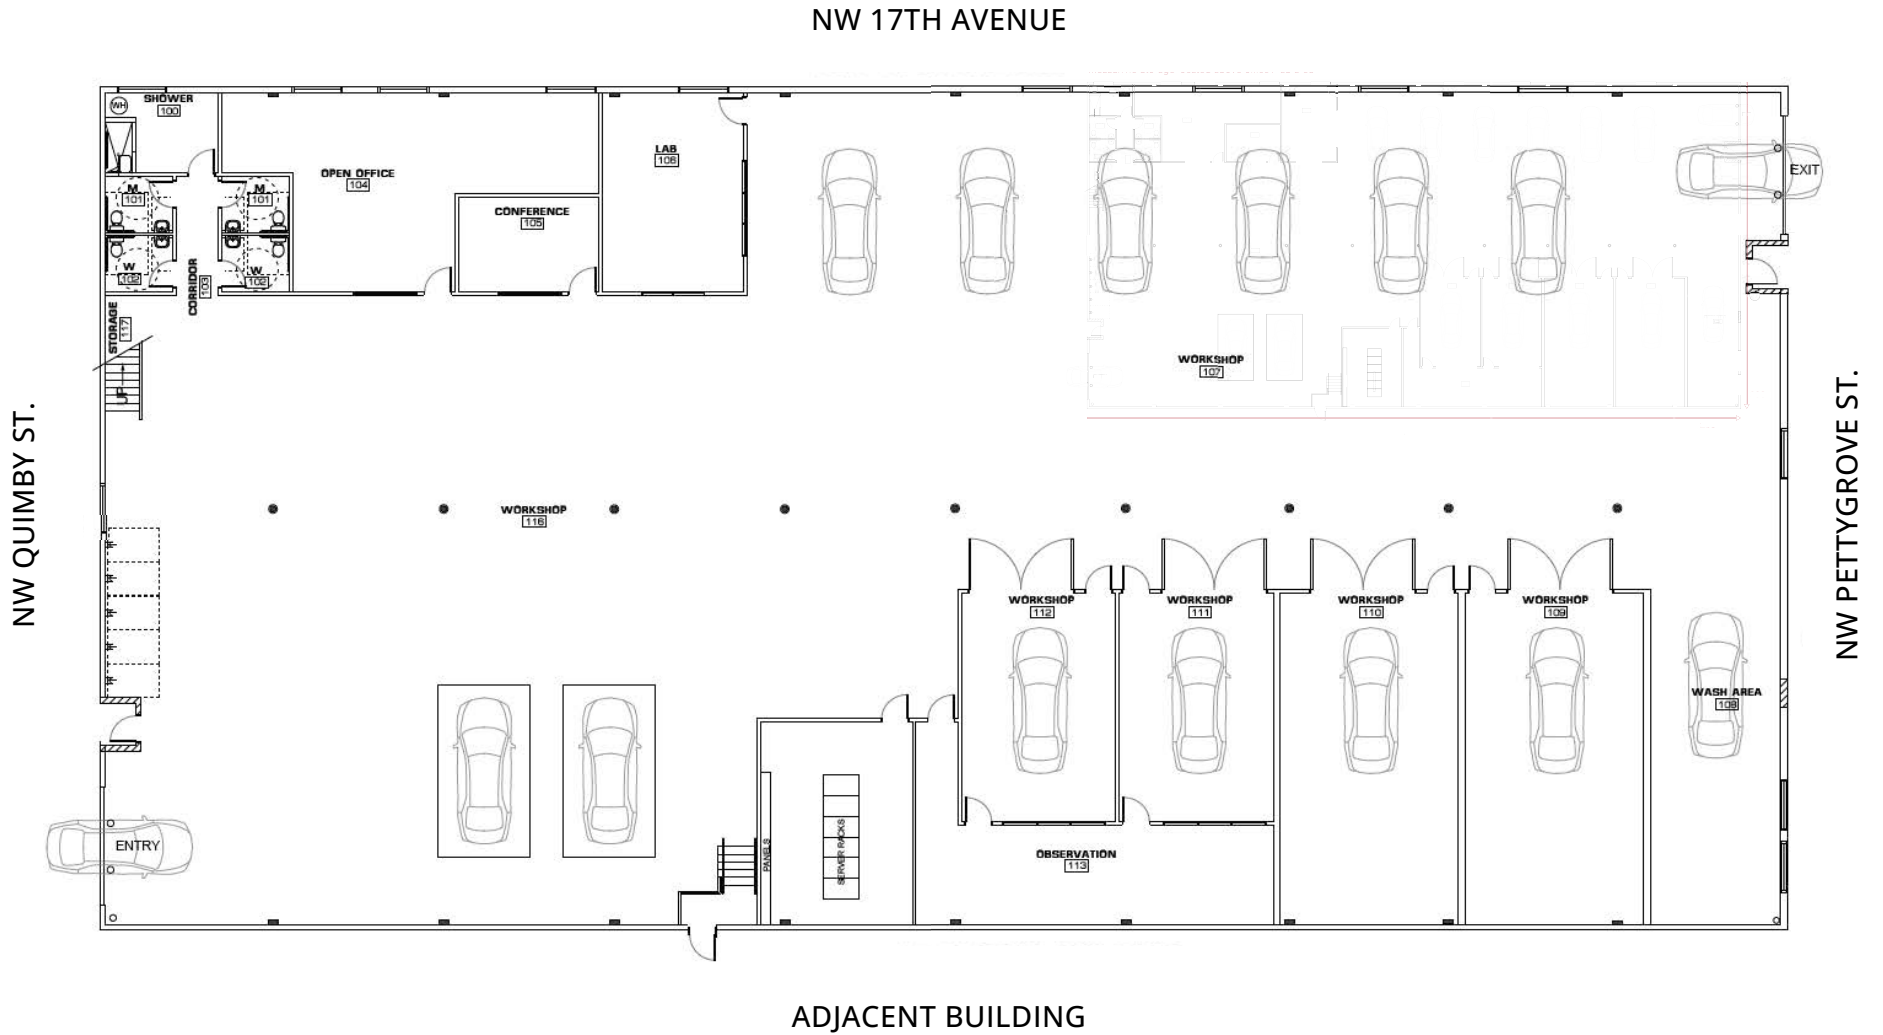 NW 17TH AVENUE
WH
SHOWER
100
EXIT
LAB
106
OPEN OFFICE
104
M
101
M
101
CONFERENCE
105
W
102
W
102
CORRIDOR
103
STORAGE
117
UP
WORKSHOP
107
NW QUIMBY ST.
NW PETTYGROVE ST.
WORKSHOP
116
WORKSHOP
112
WORKSHOP
111
WORKSHOP
110
WORKSHOP
109
WASH AREA
108
ENTRY
PANELS
SERVER RACKS
OBSERVATION
113
ADJACENT BUILDING